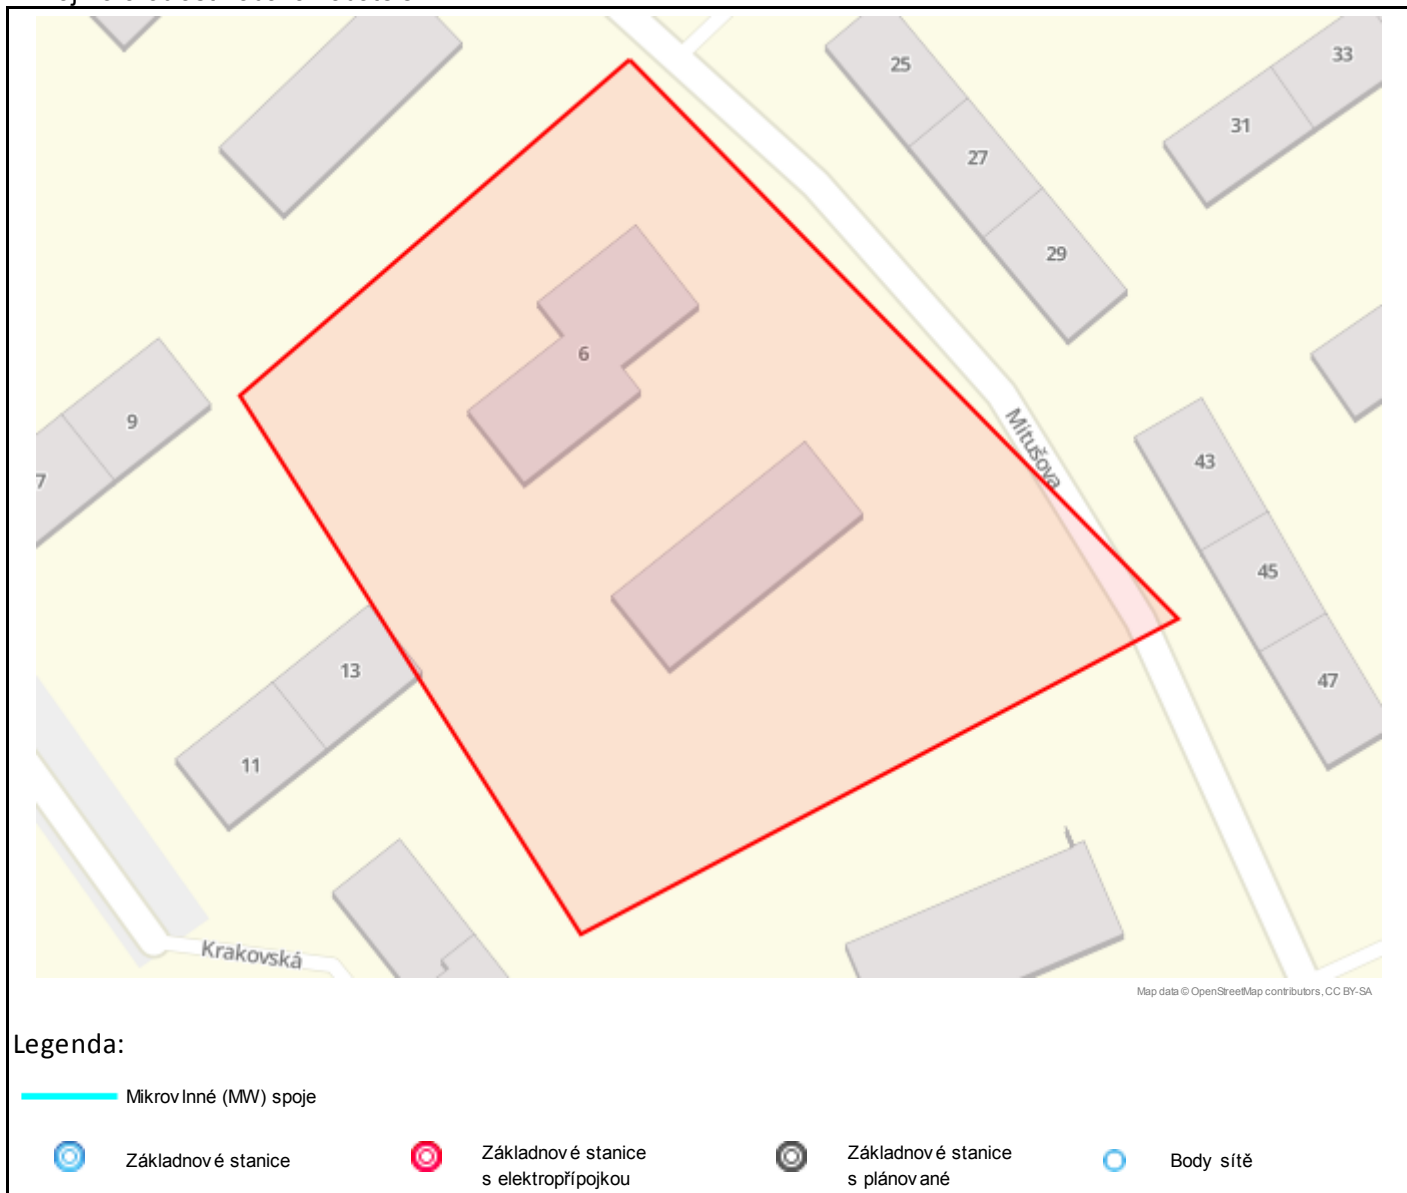 25
33
31
27
29
6
9
7
Mitušova
43
45
47
13
11
Krakovská
Map data © OpenStreetMap contributors, CC BY-SA
Legenda:
Mikrovlnné (MW) spoje
Základnové stanice
Základnové stanice
s elektropřípojkou
Základnové stanice
s plánované
Body sítě